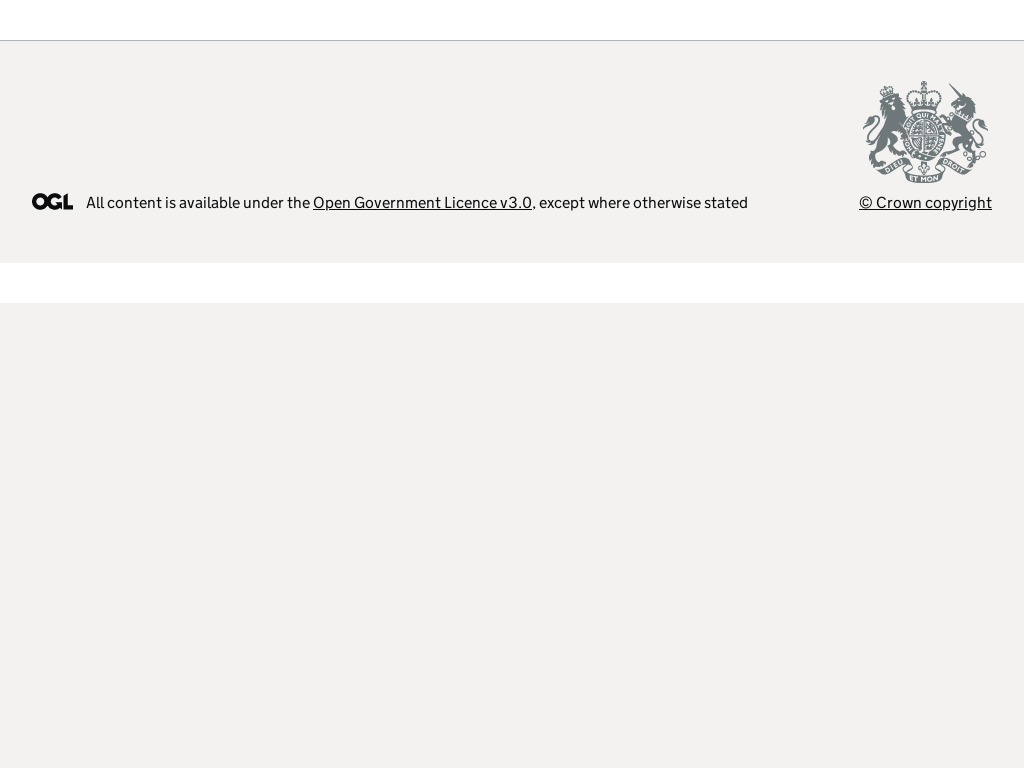 OGL All content is available under the Open Government Licence v3.0, except where otherwise stated
DIEU ET MON DROIT
© Crown copyright